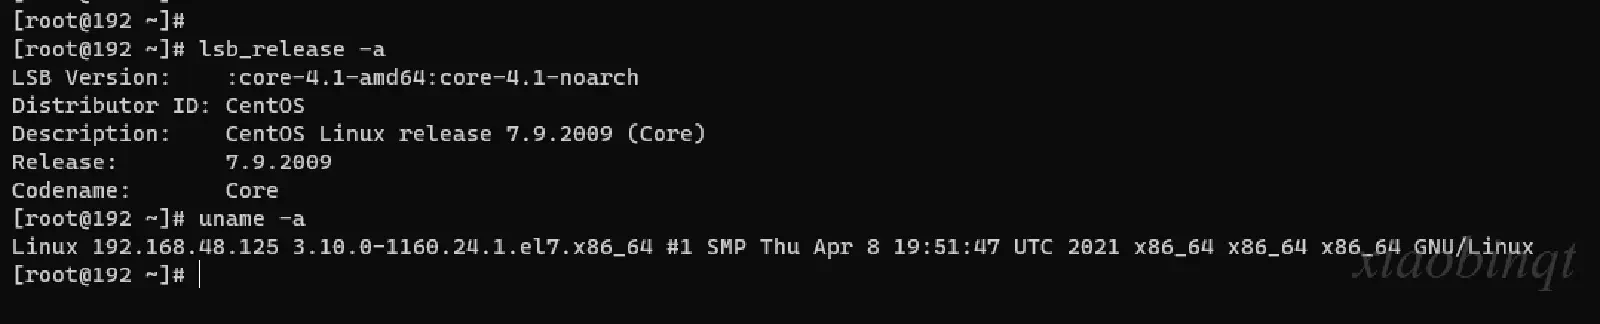 [root@192 ~]#
[root@192 ~]# lsb_release -a
LSB Version:    :core-4.1-amd64:core-4.1-noarch
Distributor ID: CentOS
Description:    CentOS Linux release 7.9.2009 (Core)
Release:        7.9.2009
Codename:       Core
[root@192 ~]# uname -a
Linux 192.168.48.125 3.10.0-1160.24.1.el7.x86_64 #1 SMP Thu Apr 8 19:51:47 UTC 2021 x86_64 x86_64 x86_64 GNU/Linux
[root@192 ~]#
xiaobinqt